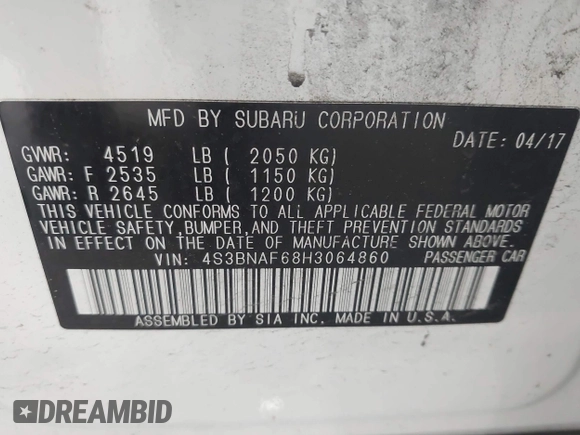 MFD BY SUBARU CORPORATION
DATE: 04/17
GVWR: 4519 LB ( 2050 KG)
GAWR: F 2535 LB ( 1150 KG)
GAWR: R 2645 LB ( 1200 KG)
THIS VEHICLE CONFORMS TO ALL APPLICABLE FEDERAL MOTOR
VEHICLE SAFETY, BUMPER, AND THEFT PREVENTION STANDARDS
IN EFFECT ON THE DATE OF MANUFACTURE SHOWN ABOVE.
VIN: 4S3BNAF68H3064860 PASSENGER CAR
ASSEMBLED BY SIA INC. MADE IN U.S.A.
DREAMBID